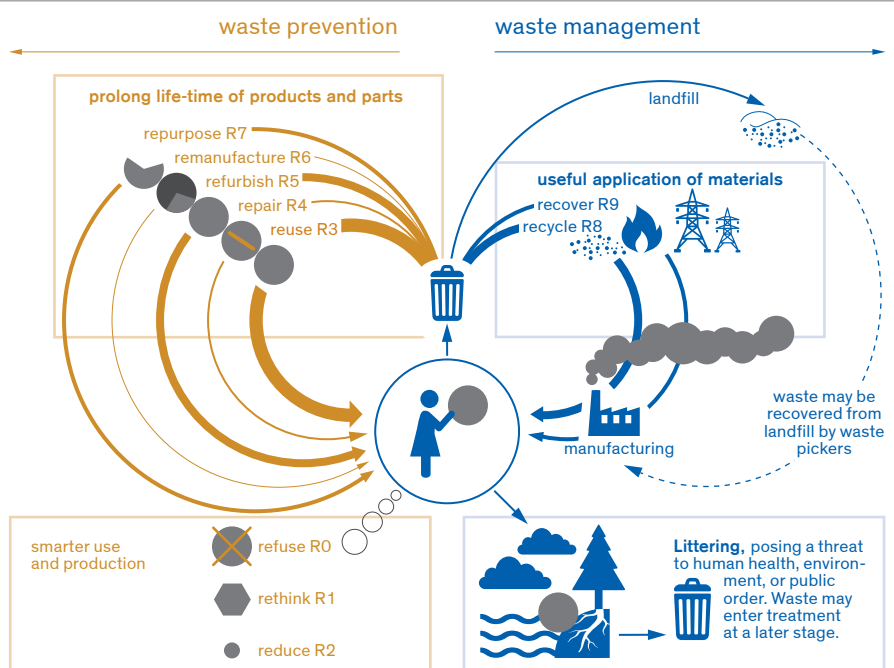 waste prevention
waste management
prolong life-time of products and parts
repurpose R7
remanufacture R6
refurbish R5
repair R4
reuse R3
landfill
useful application of materials
recover R9
recycle R8
waste may be
recovered from
landfill by waste
pickers
manufacturing
smarter use
and production
refuse R0
rethink R1
reduce R2
Littering, posing a threat
to human health, environ-
ment, or public
order. Waste may
enter treatment
at a later stage.